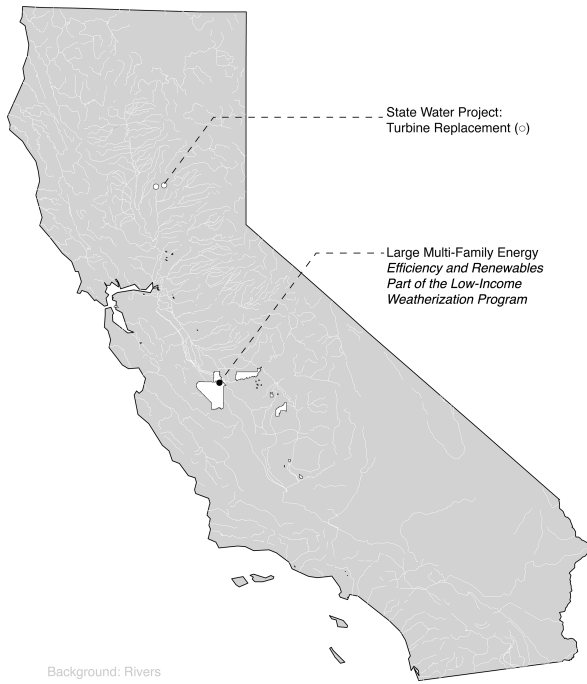 State Water Project:
Turbine Replacement (○)
Large Multi-Family Energy
Efficiency and Renewables
Part of the Low-Income
Weatherization Program
Background: Rivers